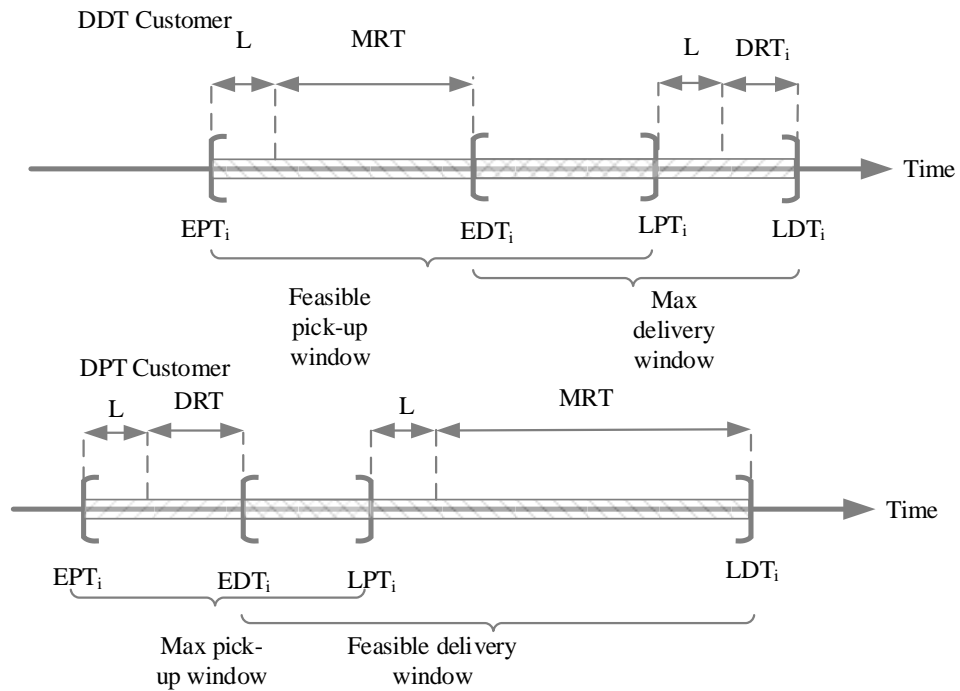 DDT Customer
L
MRT
L
DRTi
Time
EPTi
EDTi
LPTi
LDTi
Feasible
pick-up
window
Max
delivery
window
DPT Customer
L
DRT
L
MRT
Time
EPTi
EDTi
LPTi
LDTi
Max pick-
up window
Feasible delivery
window